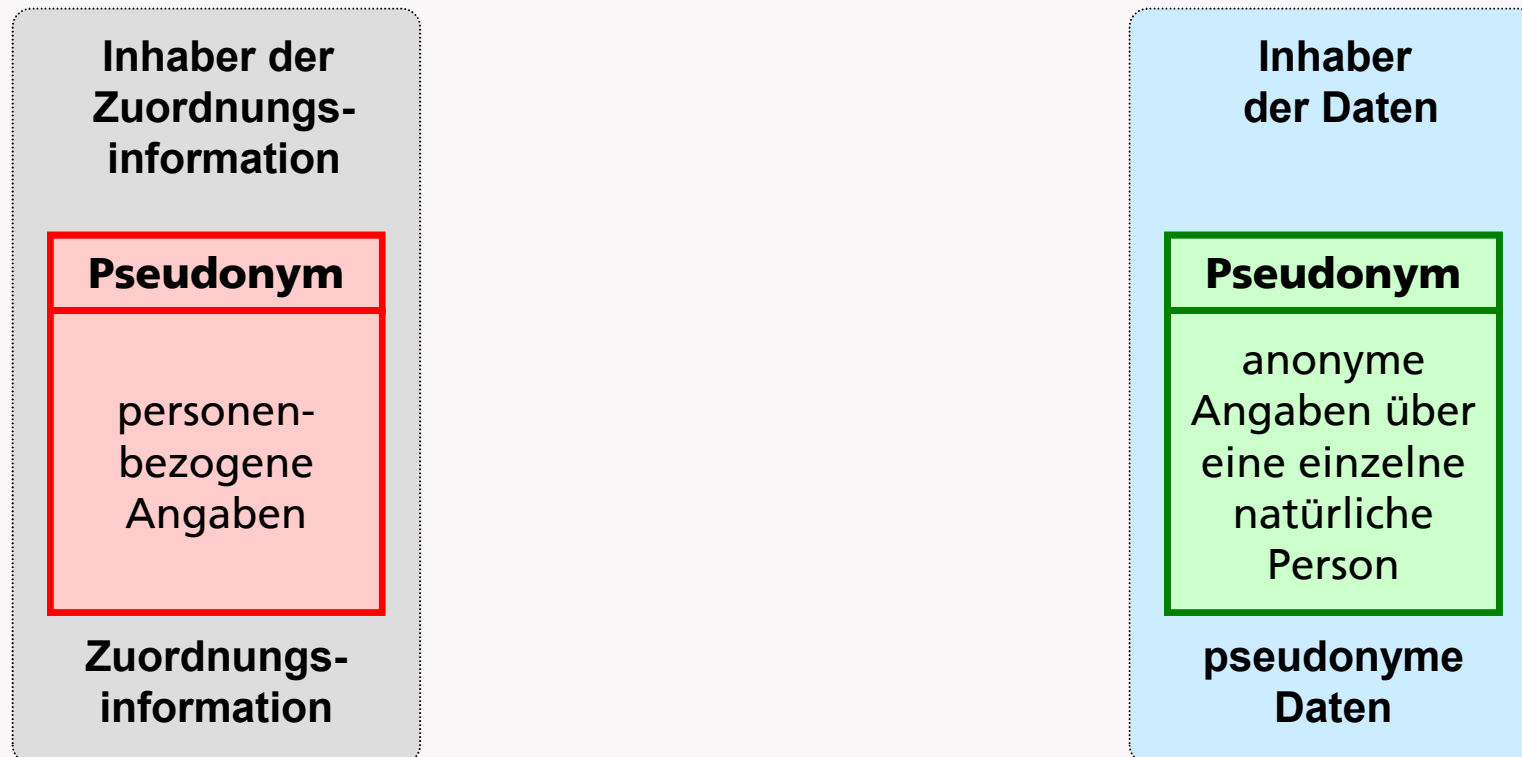 Inhaber der
Zuordnungs-
information
Pseudonym
personen-
bezogene
Angaben
Zuordnungs-
information
Inhaber
der Daten
Pseudonym
anonyme
Angaben über
eine einzelne
natürliche
Person
pseudonyme
Daten